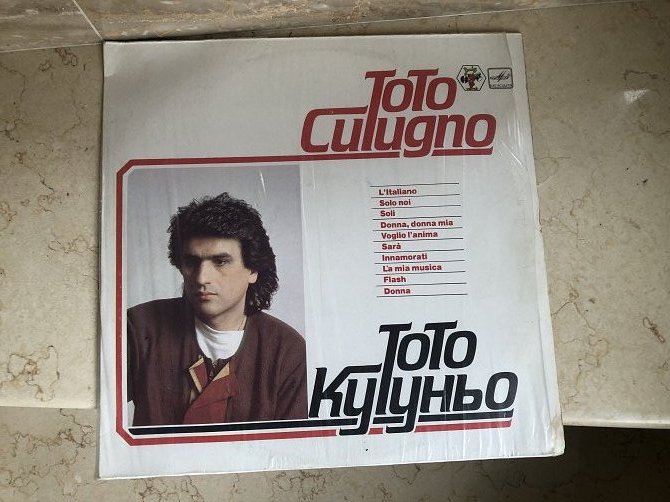 Toto
Cutugno
L'Italiano
Solo noi
Soli
Donna, donna mia
Voglio l'anima
Sarà
Innamorati
La mia musica
Flash
Donna
Тото
Кутуньо